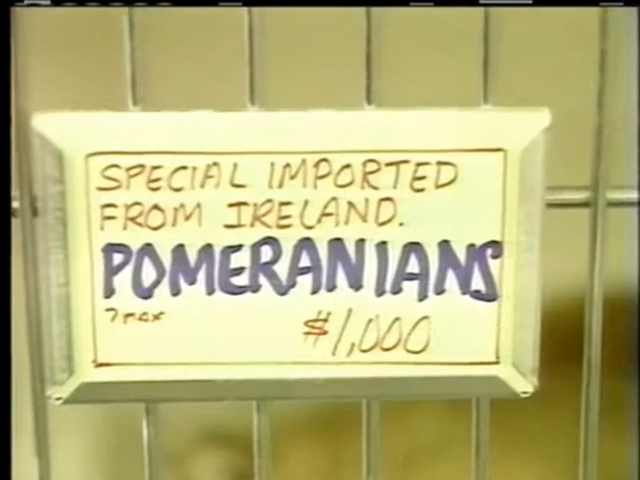 SPECIAL IMPORTED
FROM IRELAND.
POMERANIANS
$1,000